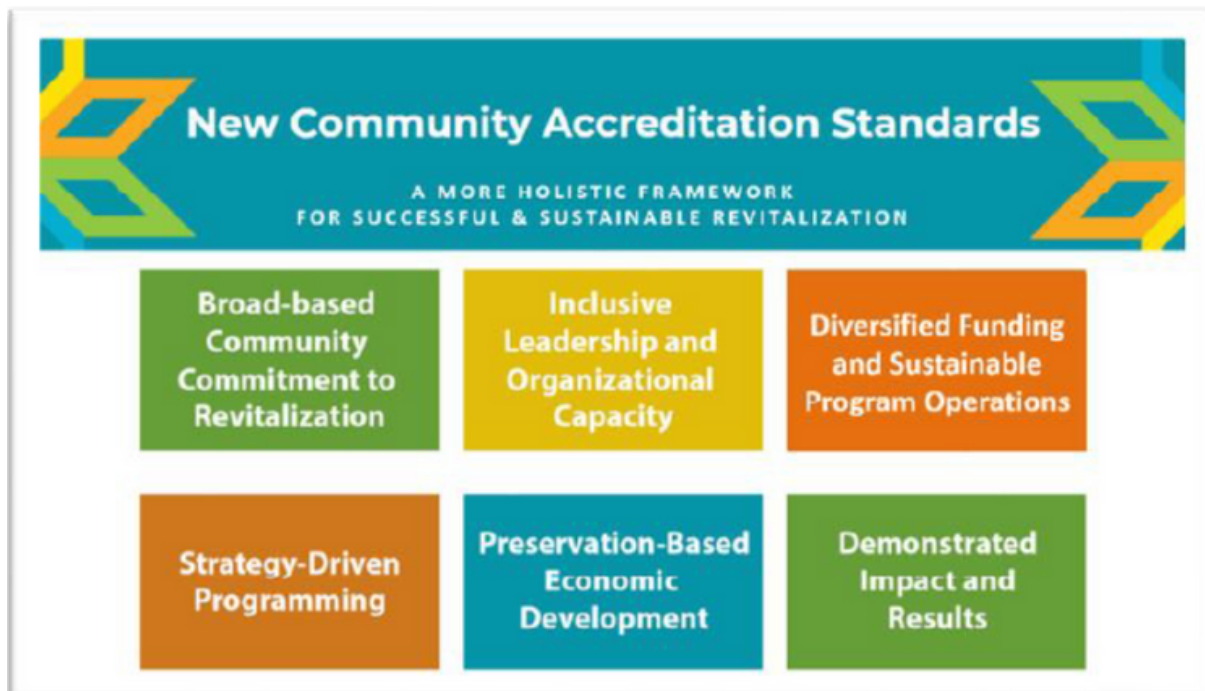 New Community Accreditation Standards
A MORE HOLISTIC FRAMEWORK
FOR SUCCESSFUL & SUSTAINABLE REVITALIZATION
Broad-based
Community
Commitment to
Revitalization
Inclusive
Leadership and
Organizational
Capacity
Diversified Funding
and Sustainable
Program Operations
Strategy-Driven
Programming
Preservation-Based
Economic
Development
Demonstrated
Impact and
Results